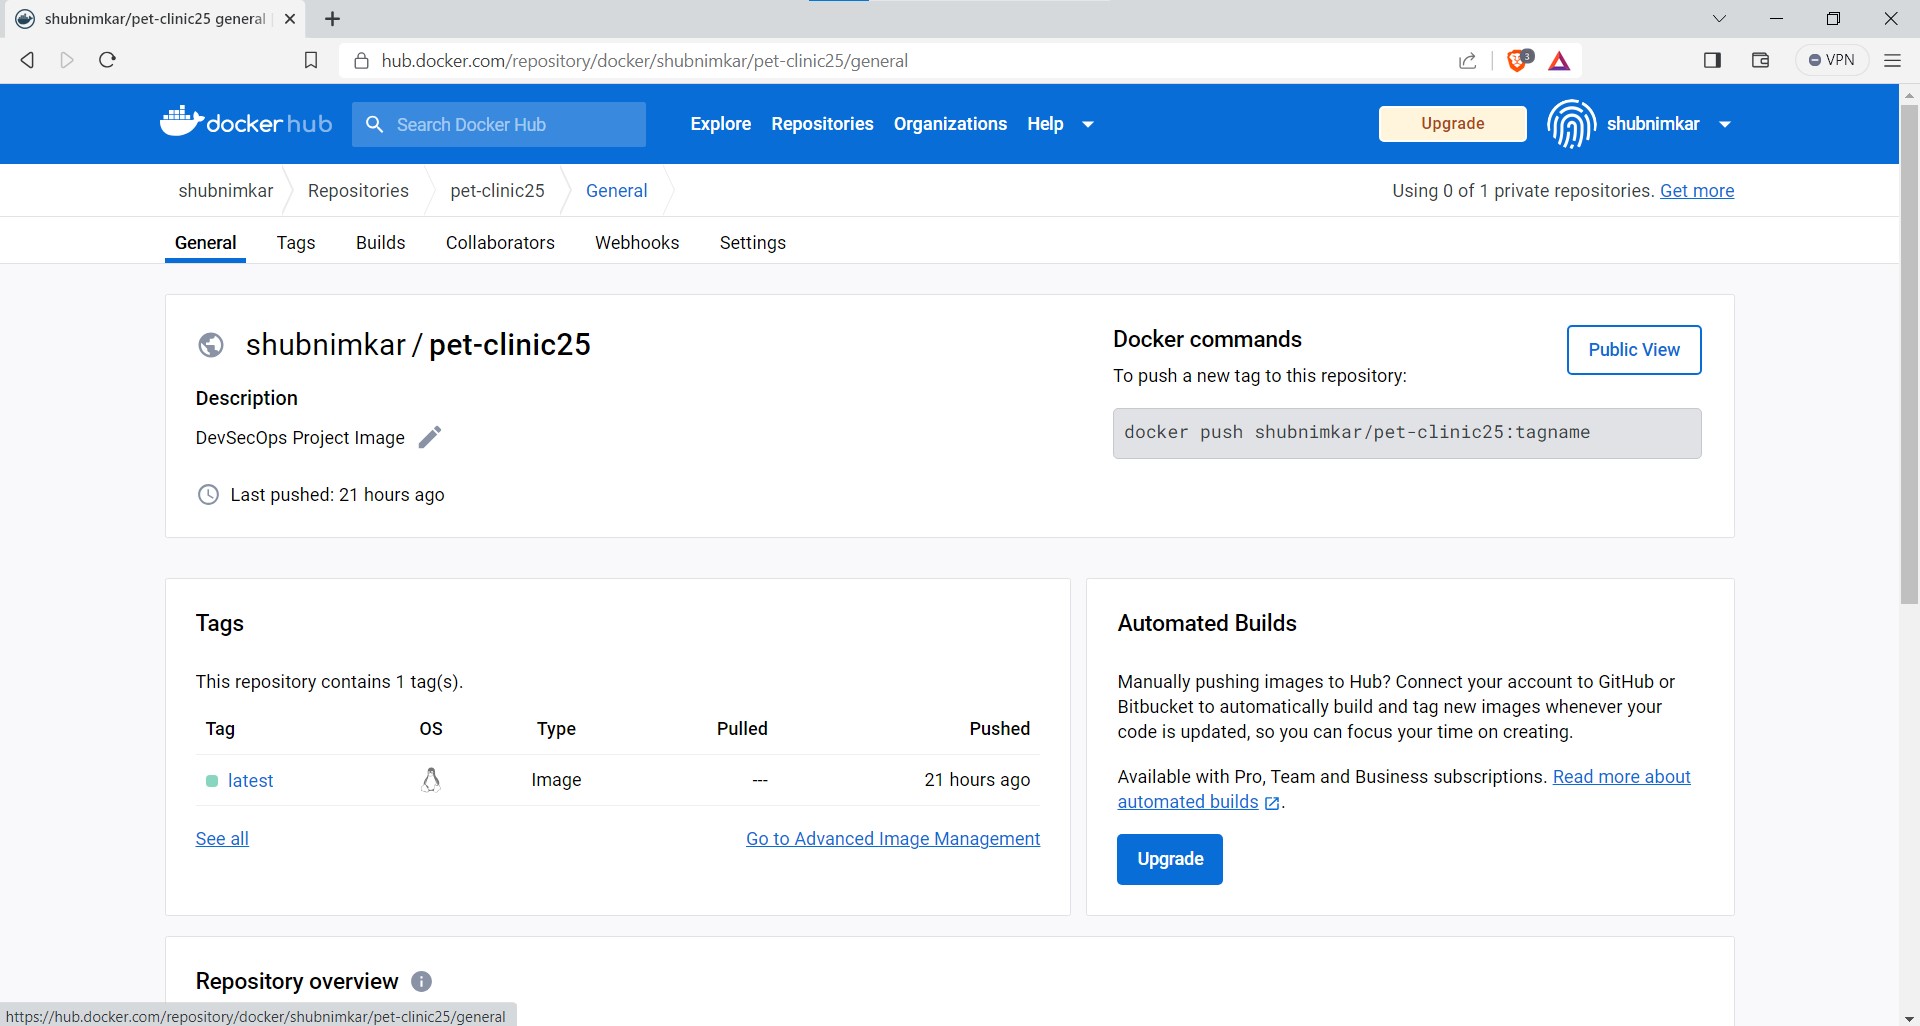 shubnimkar/pet-clinic25 general
hub.docker.com/repository/docker/shubnimkar/pet-clinic25/general
3
VPN
docker hub
Search Docker Hub
Explore
Repositories
Organizations
Help
Upgrade
shubnimkar
shubnimkar
Repositories
pet-clinic25
General
Using 0 of 1 private repositories. Get more
General
Tags
Builds
Collaborators
Webhooks
Settings
shubnimkar / pet-clinic25
Description
DevSecOps Project Image
Last pushed: 21 hours ago
Docker commands
Public View
To push a new tag to this repository:
docker push shubnimkar/pet-clinic25:tagname
Tags
This repository contains 1 tag(s).
Tag OS Type Pulled Pushed
latest Image --- 21 hours ago
See all
Go to Advanced Image Management
Automated Builds
Manually pushing images to Hub? Connect your account to GitHub or
Bitbucket to automatically build and tag new images whenever your
code is updated, so you can focus your time on creating.
Available with Pro, Team and Business subscriptions. Read more about
automated builds.
Upgrade
Repository overview
https://hub.docker.com/repository/docker/shubnimkar/pet-clinic25/general